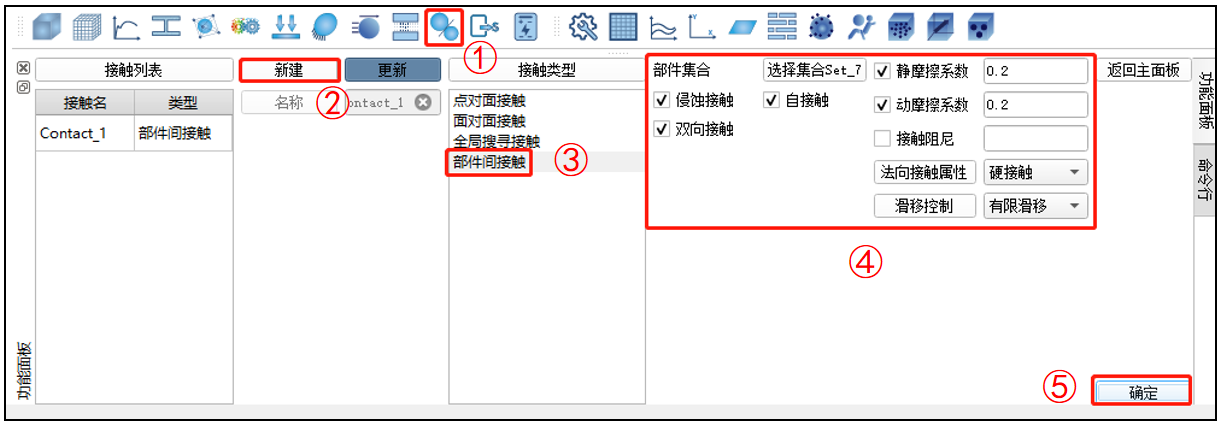 ①
接触列表
新建
更新
接触类型
部件集合
选择集合Set_7
静摩擦系数
0.2
返回主面板
功能面板
接触名
类型
名称
②
ontact_1
点对面接触
侵蚀接触
自接触
动摩擦系数
0.2
Contact_1
部件间接触
面对面接触
双向接触
接触阻尼
全局搜寻接触
部件间接触
③
法向接触属性
硬接触
命令行
滑移控制
有限滑移
④
功能面板
⑤
确定